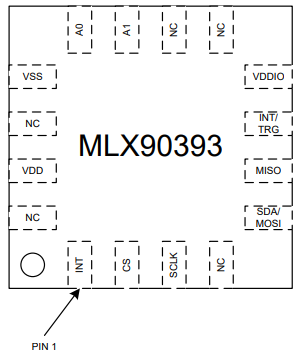 A0 A1 NC NC
VSS VDDIO
NC INT/
TRG
MLX90393
VDD MISO
NC SDA/
MOSI
INT CS SCLK NC
PIN 1